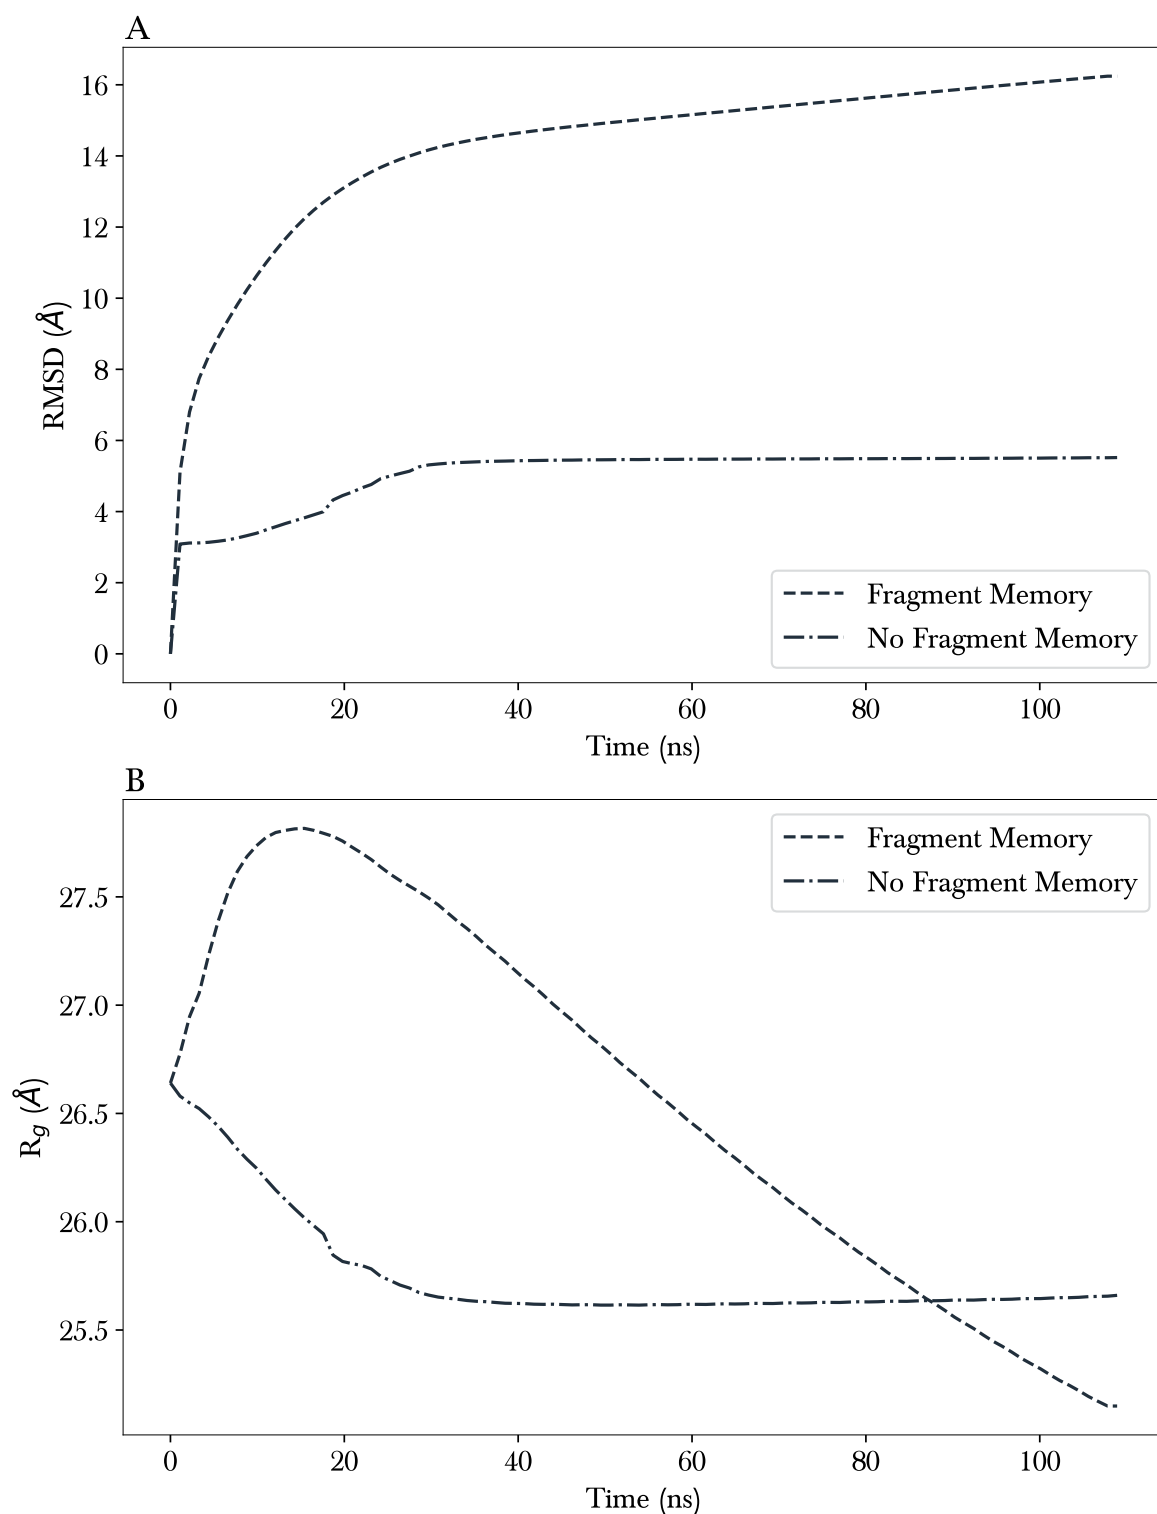 A
16
14
12
10
8
6
4
2
0
RMSD (Å)
Fragment Memory
No Fragment Memory
0 20 40 60 80 100
Time (ns)
B
Fragment Memory
No Fragment Memory
27.5
27.0
26.5
26.0
25.5
Rg (Å)
0 20 40 60 80 100
Time (ns)